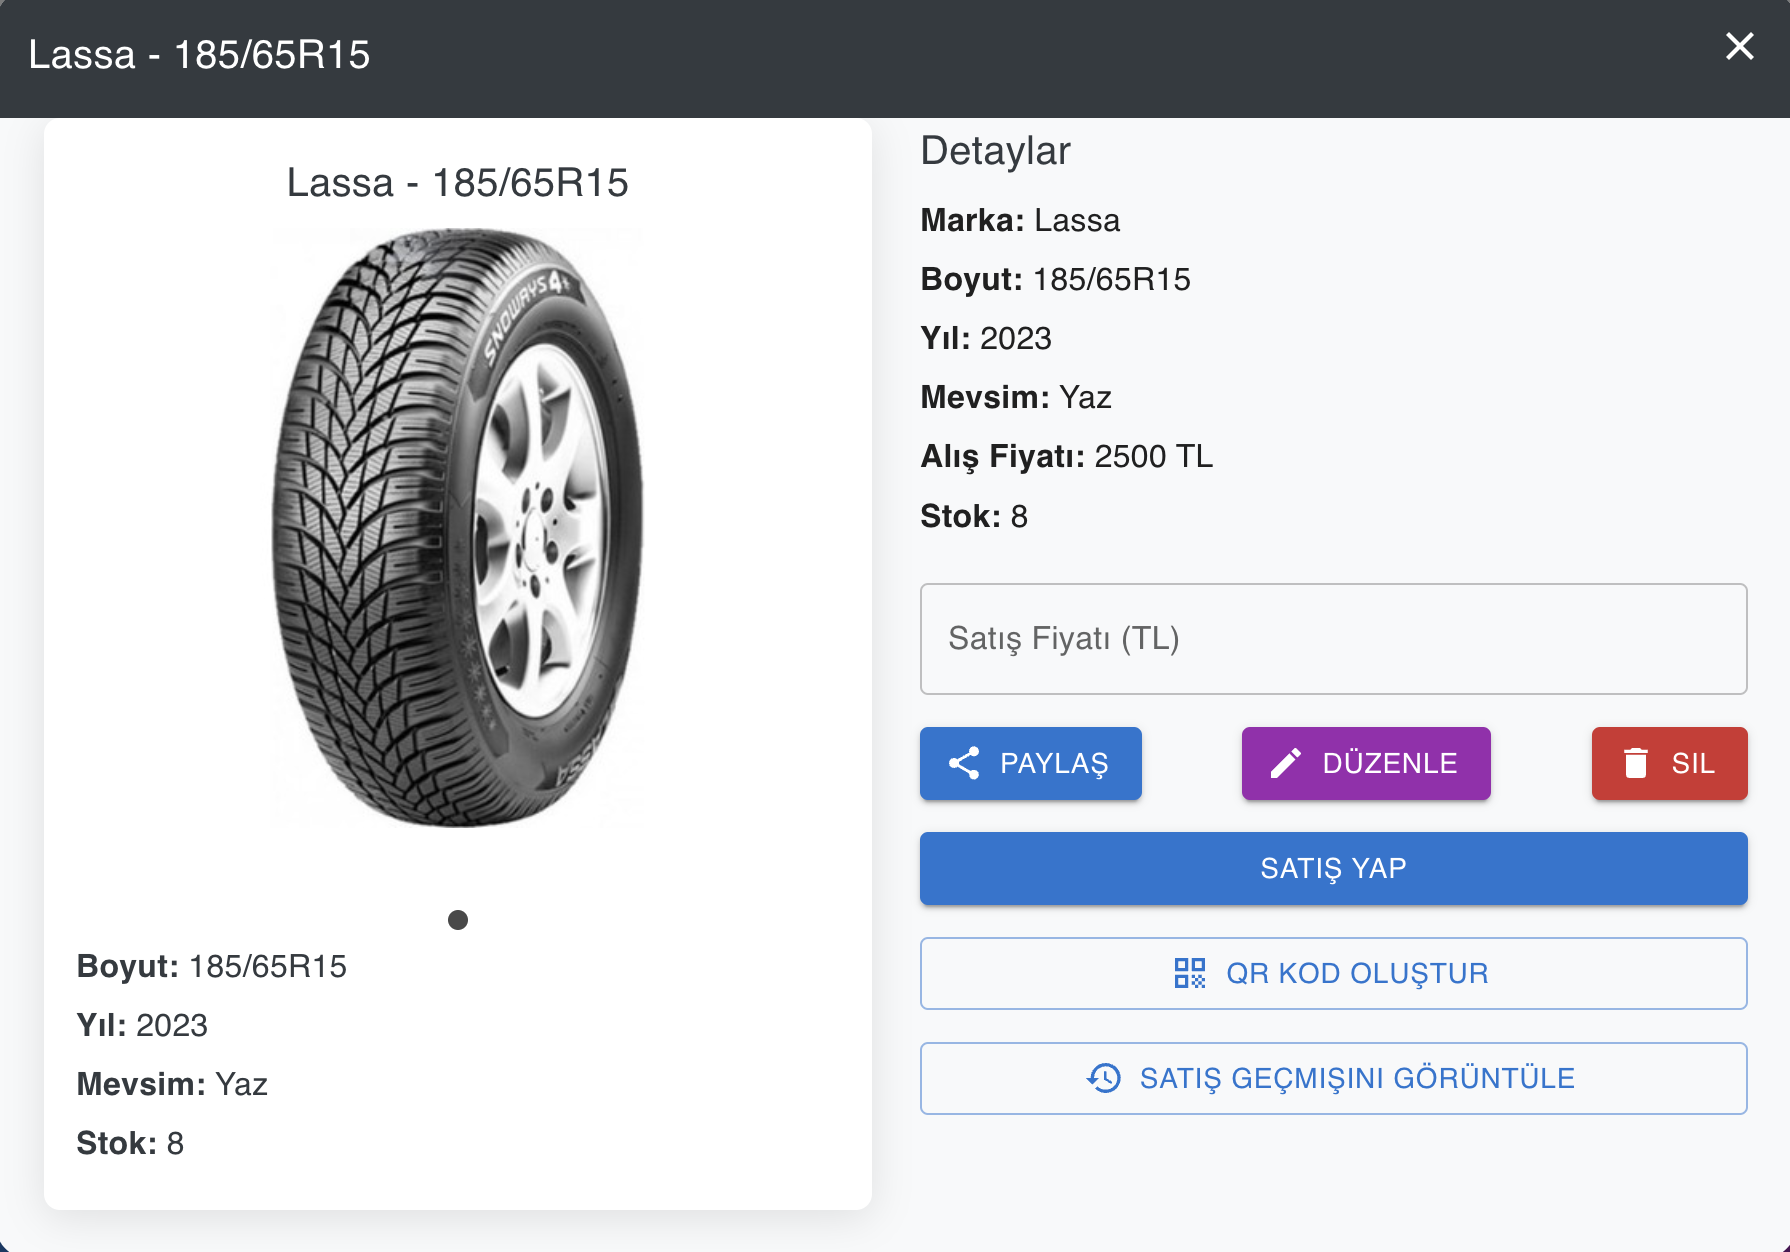 Lassa - 185/65R15
Lassa - 185/65R15
SNOWAYS 4+
LASSA
Boyut: 185/65R15
Yıl: 2023
Mevsim: Yaz
Stok: 8
Detaylar
Marka: Lassa
Boyut: 185/65R15
Yıl: 2023
Mevsim: Yaz
Alış Fiyatı: 2500 TL
Stok: 8
Satış Fiyatı (TL)
PAYLAŞ
DÜZENLE
SIL
SATIŞ YAP
QR KOD OLUŞTUR
SATIŞ GEÇMIŞINI GÖRÜNTÜLE